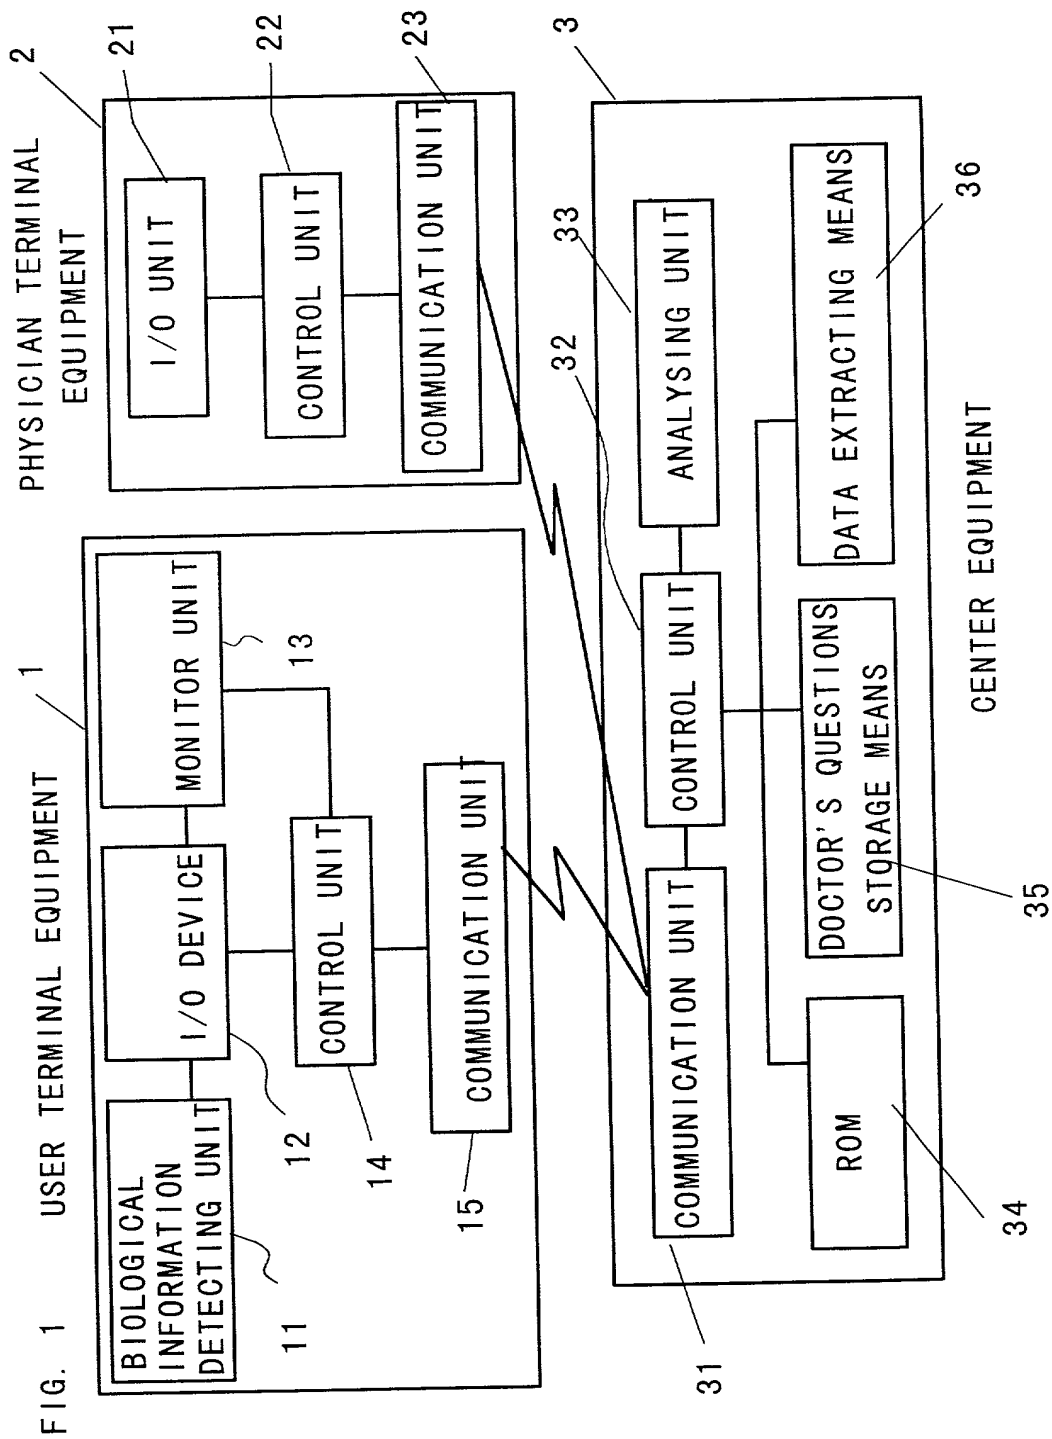 FIG. 1
USER TERMINAL EQUIPMENT
1
BIOLOGICAL
INFORMATION
DETECTING UNIT
11
I/O DEVICE
12
MONITOR UNIT
13
CONTROL UNIT
14
COMMUNICATION UNIT
15
PHYSICIAN TERMINAL
EQUIPMENT
2
I/O UNIT
21
CONTROL UNIT
22
COMMUNICATION UNIT
23
3
COMMUNICATION UNIT
31
CONTROL UNIT
32
ANALYSING UNIT
33
ROM
34
DOCTOR'S QUESTIONS
STORAGE MEANS
35
DATA EXTRACTING MEANS
36
CENTER EQUIPMENT